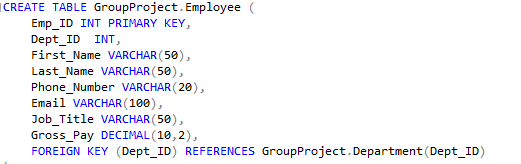 CREATE TABLE GroupProject.Employee (
Emp_ID INT PRIMARY KEY,
Dept_ID  INT,
First_Name VARCHAR(50),
Last_Name VARCHAR(50),
Phone_Number VARCHAR(20),
Email VARCHAR(100),
Job_Title VARCHAR(50),
Gross_Pay DECIMAL(10,2),
FOREIGN KEY (Dept_ID) REFERENCES GroupProject.Department(Dept_ID)